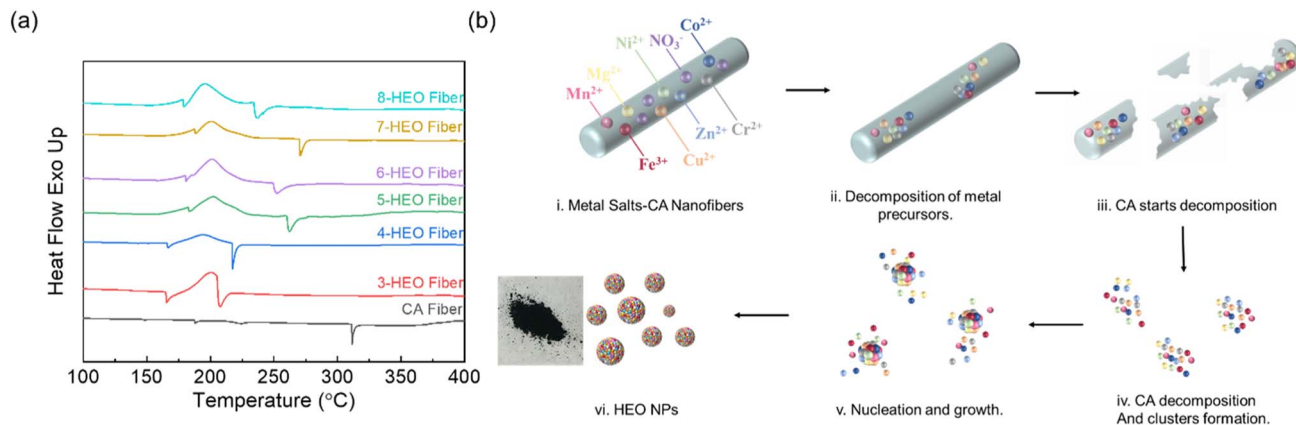 (a)
Heat Flow Exo Up
8-HEO Fiber
7-HEO Fiber
6-HEO Fiber
5-HEO Fiber
4-HEO Fiber
3-HEO Fiber
CA Fiber
100 150 200 250 300 350 400
Temperature (°C)
(b)
Co²⁺
NO₃⁻
Ni²⁺
Mg²⁺
Mn²⁺
Fe³⁺
Cu²⁺
Zn²⁺
Cr²⁺
i. Metal Salts-CA Nanofibers
ii. Decomposition of metal
precursors.
iii. CA starts decomposition
iv. CA decomposition
And clusters formation.
v. Nucleation and growth.
vi. HEO NPs